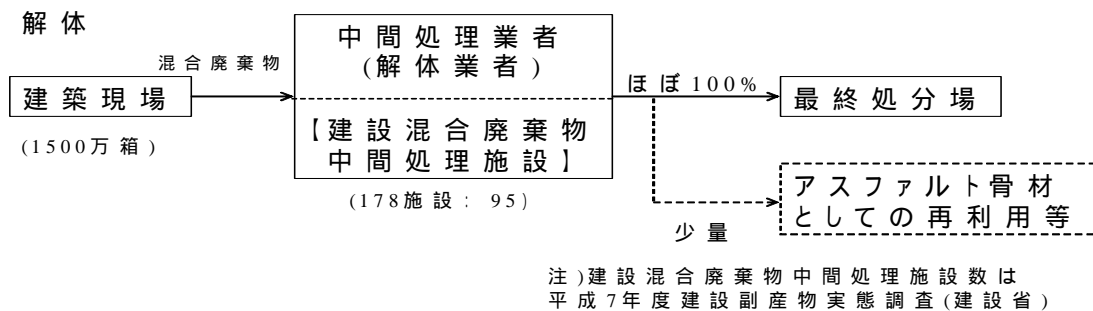 解体
混合廃棄物
建築現場
(1500万箱)
中間処理業者
(解体業者)
【建設混合廃棄物
中間処理施設】
(178施設：95)
ほぼ100%
最終処分場
少量
アスファルト骨材
としての再利用等
注)建設混合廃棄物中間処理施設数は
平成7年度建設副産物実態調査(建設省)